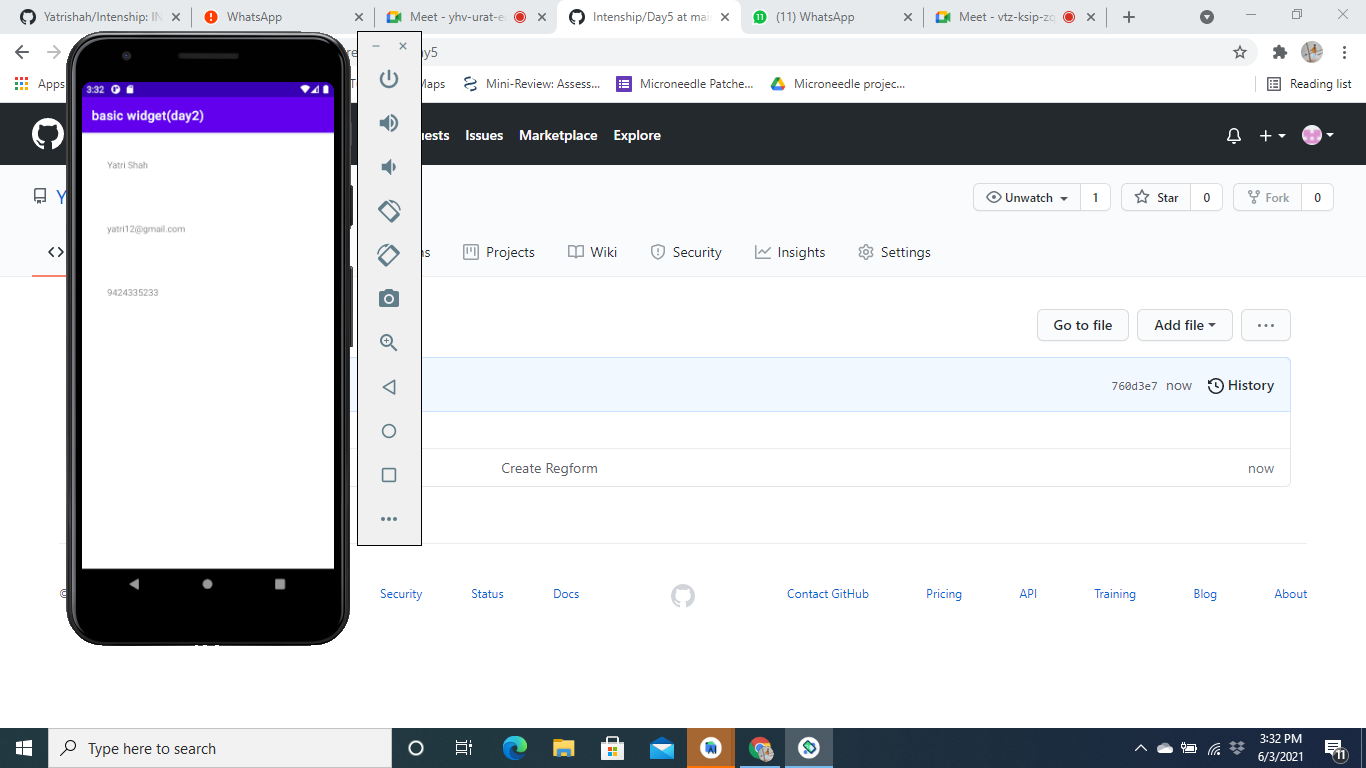 Yatrishah/Intenship: IN
WhatsApp
Meet - yhv-urat-e
Intenship/Day5 at mai
(11) WhatsApp
Meet - vtz-ksip-zq
ay5
Apps
Maps
Mini-Review: Assess...
Microneedle Patche...
Microneedle projec...
Reading list
3:32
basic widget(day2)
Yatri Shah
yatri12@gmail.com
9424335233
uests
Issues
Marketplace
Explore
Y
Unwatch
1
Star
0
Fork
0
ns
Projects
Wiki
Security
Insights
Settings
Go to file
Add file
760d3e7
now
History
Create Regform
now
©
Security
Status
Docs
Contact GitHub
Pricing
API
Training
Blog
About
Type here to search
3:32 PM
6/3/2021
11